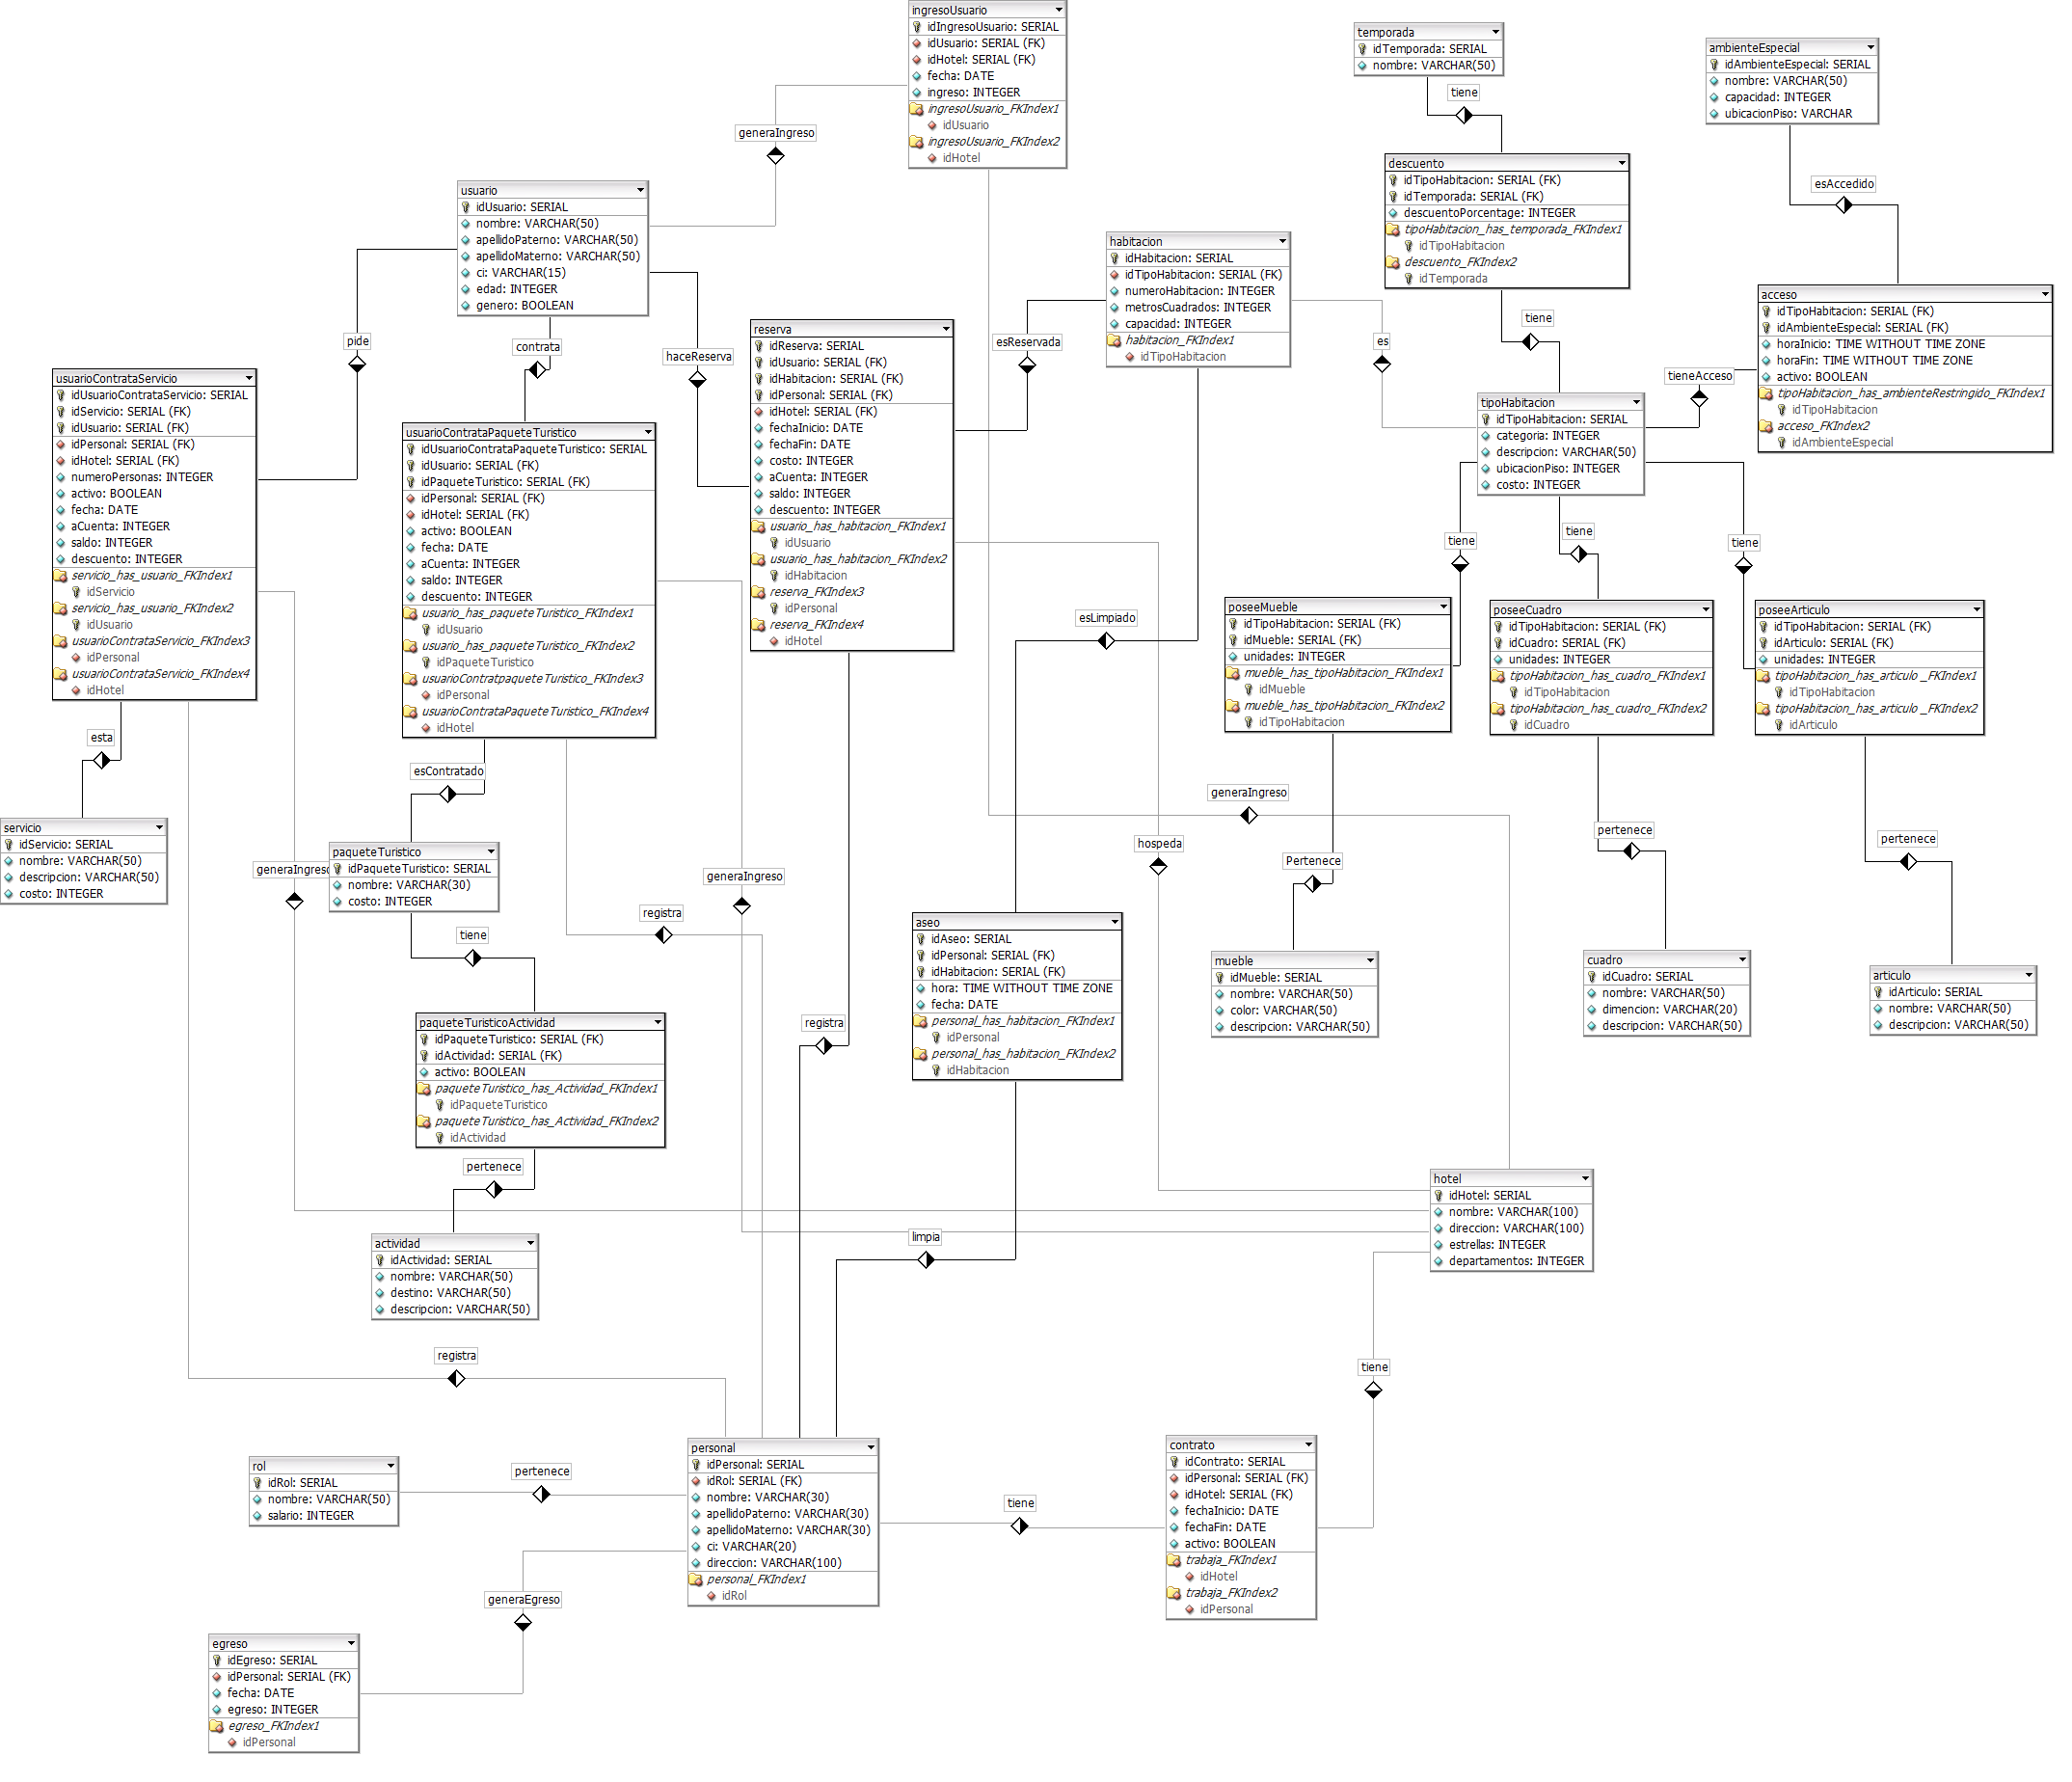 ingresoUsuario
idIngresoUsuario: SERIAL
idUsuario: SERIAL (FK)
idHotel: SERIAL (FK)
fecha: DATE
ingreso: INTEGER
ingresoUsuario_FKIndex1
idUsuario
ingresoUsuario_FKIndex2
idHotel
temporada
idTemporada: SERIAL
nombre: VARCHAR(50)
ambienteEspecial
idAmbienteEspecial: SERIAL
nombre: VARCHAR(50)
capacidad: INTEGER
ubicacionPiso: VARCHAR
tiene
generaIngreso
descuento
idTipoHabitacion: SERIAL (FK)
idTemporada: SERIAL (FK)
descuentoPorcentage: INTEGER
tipoHabitacion_has_temporada_FKIndex1
idTipoHabitacion
descuento_FKIndex2
idTemporada
esAccedido
usuario
idUsuario: SERIAL
nombre: VARCHAR(50)
apellidoPaterno: VARCHAR(50)
apellidoMaterno: VARCHAR(50)
ci: VARCHAR(15)
edad: INTEGER
genero: BOOLEAN
habitacion
idHabitacion: SERIAL
idTipoHabitacion: SERIAL (FK)
numeroHabitacion: INTEGER
metrosCuadrados: INTEGER
capacidad: INTEGER
habitacion_FKIndex1
idTipoHabitacion
acceso
idTipoHabitacion: SERIAL (FK)
idAmbienteEspecial: SERIAL (FK)
horaInicio: TIME WITHOUT TIME ZONE
horaFin: TIME WITHOUT TIME ZONE
activo: BOOLEAN
tipoHabitacion_has_ambienteRestringido_FKIndex1
idTipoHabitacion
acceso_FKIndex2
idAmbienteEspecial
pide
contrata
haceReserva
esReservada
es
tiene
tieneAcceso
reserva
idReserva: SERIAL
idUsuario: SERIAL (FK)
idHabitacion: SERIAL (FK)
idPersonal: SERIAL (FK)
idHotel: SERIAL (FK)
fechaInicio: DATE
fechaFin: DATE
costo: INTEGER
aCuenta: INTEGER
saldo: INTEGER
descuento: INTEGER
usuario_has_habitacion_FKIndex1
idUsuario
usuario_has_habitacion_FKIndex2
idHabitacion
reserva_FKIndex3
idPersonal
reserva_FKIndex4
idHotel
usuarioContrataServicio
idUsuarioContrataServicio: SERIAL
idServicio: SERIAL (FK)
idUsuario: SERIAL (FK)
idPersonal: SERIAL (FK)
idHotel: SERIAL (FK)
numeroPersonas: INTEGER
activo: BOOLEAN
fecha: DATE
aCuenta: INTEGER
saldo: INTEGER
descuento: INTEGER
servicio_has_usuario_FKIndex1
idServicio
servicio_has_usuario_FKIndex2
idUsuario
usuarioContrataServicio_FKIndex3
idPersonal
usuarioContrataServicio_FKIndex4
idHotel
usuarioContrataPaqueteTuristico
idUsuarioContrataPaqueteTuristico: SERIAL
idUsuario: SERIAL (FK)
idPaqueteTuristico: SERIAL (FK)
idPersonal: SERIAL (FK)
idHotel: SERIAL (FK)
activo: BOOLEAN
fecha: DATE
aCuenta: INTEGER
saldo: INTEGER
descuento: INTEGER
usuario_has_paqueteTuristico_FKIndex1
idUsuario
usuario_has_paqueteTuristico_FKIndex2
idPaqueteTuristico
usuarioContratpaqueteTuristico_FKIndex3
idPersonal
usuarioContrataPaqueteTuristico_FKIndex4
idHotel
tipoHabitacion
idTipoHabitacion: SERIAL
categoria: INTEGER
descripcion: VARCHAR(50)
ubicacionPiso: INTEGER
costo: INTEGER
tiene
tiene
tiene
poseeMueble
idTipoHabitacion: SERIAL (FK)
idMueble: SERIAL (FK)
unidades: INTEGER
mueble_has_tipoHabitacion_FKIndex1
idMueble
mueble_has_tipoHabitacion_FKIndex2
idTipoHabitacion
poseeCuadro
idTipoHabitacion: SERIAL (FK)
idCuadro: SERIAL (FK)
unidades: INTEGER
tipoHabitacion_has_cuadro_FKIndex1
idTipoHabitacion
tipoHabitacion_has_cuadro_FKIndex2
idCuadro
poseeArticulo
idTipoHabitacion: SERIAL (FK)
idArticulo: SERIAL (FK)
unidades: INTEGER
tipoHabitacion_has_articulo _FKIndex1
idTipoHabitacion
tipoHabitacion_has_articulo _FKIndex2
idArticulo
esLimpiado
esta
esContratado
generaIngreso
hospeda
pertenece
pertenece
Pertenece
servicio
idServicio: SERIAL
nombre: VARCHAR(50)
descripcion: VARCHAR(50)
costo: INTEGER
generaIngreso
paqueteTuristico
idPaqueteTuristico: SERIAL
nombre: VARCHAR(30)
costo: INTEGER
generaIngreso
registra
tiene
aseo
idAseo: SERIAL
idPersonal: SERIAL (FK)
idHabitacion: SERIAL (FK)
hora: TIME WITHOUT TIME ZONE
fecha: DATE
personal_has_habitacion_FKIndex1
idPersonal
personal_has_habitacion_FKIndex2
idHabitacion
mueble
idMueble: SERIAL
nombre: VARCHAR(50)
color: VARCHAR(50)
descripcion: VARCHAR(50)
cuadro
idCuadro: SERIAL
nombre: VARCHAR(50)
dimencion: VARCHAR(20)
descripcion: VARCHAR(50)
articulo
idArticulo: SERIAL
nombre: VARCHAR(50)
descripcion: VARCHAR(50)
registra
paqueteTuristicoActividad
idPaqueteTuristico: SERIAL (FK)
idActividad: SERIAL (FK)
activo: BOOLEAN
paqueteTuristico_has_Actividad_FKIndex1
idPaqueteTuristico
paqueteTuristico_has_Actividad_FKIndex2
idActividad
pertenece
hotel
idHotel: SERIAL
nombre: VARCHAR(100)
direccion: VARCHAR(100)
estrellas: INTEGER
departamentos: INTEGER
limpia
actividad
idActividad: SERIAL
nombre: VARCHAR(50)
destino: VARCHAR(50)
descripcion: VARCHAR(50)
registra
tiene
rol
idRol: SERIAL
nombre: VARCHAR(50)
salario: INTEGER
pertenece
personal
idPersonal: SERIAL
idRol: SERIAL (FK)
nombre: VARCHAR(30)
apellidoPaterno: VARCHAR(30)
apellidoMaterno: VARCHAR(30)
ci: VARCHAR(20)
direccion: VARCHAR(100)
personal_FKIndex1
idRol
tiene
contrato
idContrato: SERIAL
idPersonal: SERIAL (FK)
idHotel: SERIAL (FK)
fechaInicio: DATE
fechaFin: DATE
activo: BOOLEAN
trabaja_FKIndex1
idHotel
trabaja_FKIndex2
idPersonal
generaEgreso
egreso
idEgreso: SERIAL
idPersonal: SERIAL (FK)
fecha: DATE
egreso: INTEGER
egreso_FKIndex1
idPersonal